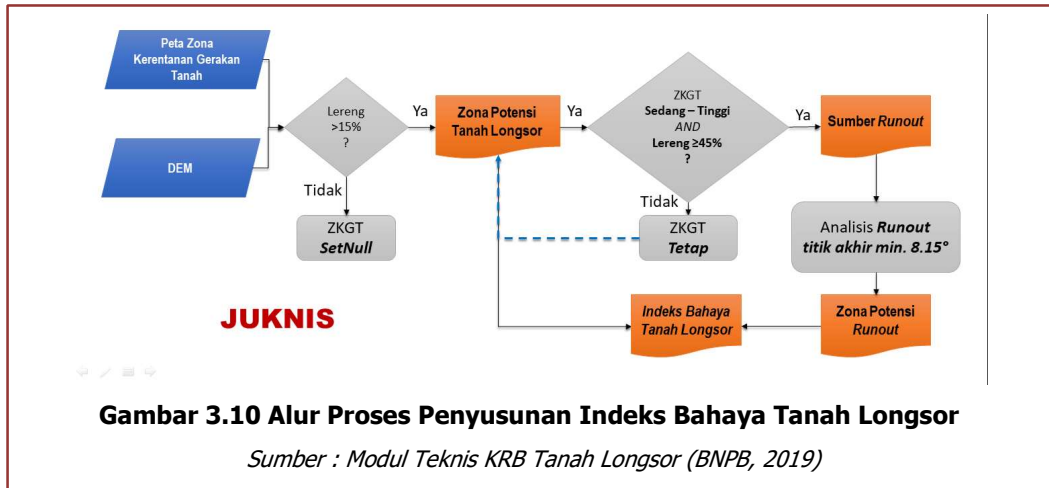 Peta Zona
Kerentanan Gerakan
Tanah
DEM
Lereng
>15%
?
Ya
Tidak
ZKGT
SetNull
Zona Potensi
Tanah Longsor
Ya
ZKGT
Sedang – Tinggi
AND
Lereng ≥45%
?
Ya
Tidak
ZKGT
Tetap
Sumber Runout
Analisis Runout
titik akhir min. 8.15°
Zona Potensi
Runout
Indeks Bahaya
Tanah Longsor
JUKNIS
Gambar 3.10 Alur Proses Penyusunan Indeks Bahaya Tanah Longsor
Sumber : Modul Teknis KRB Tanah Longsor (BNPB, 2019)